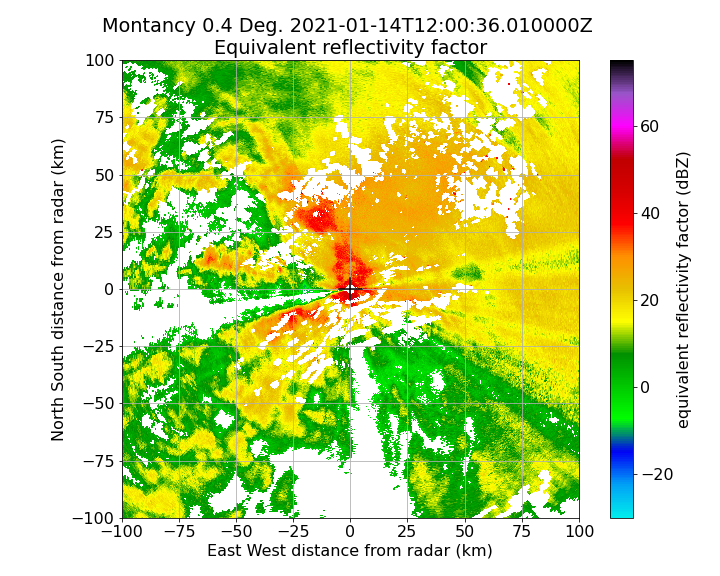 Montancy 0.4 Deg. 2021-01-14T12:00:36.010000Z
Equivalent reflectivity factor
100
75
50
25
0
−25
−50
−75
−100
North South distance from radar (km)
−100 −75 −50 −25 0 25 50 75 100
East West distance from radar (km)
60
40
20
0
−20
equivalent reflectivity factor (dBZ)